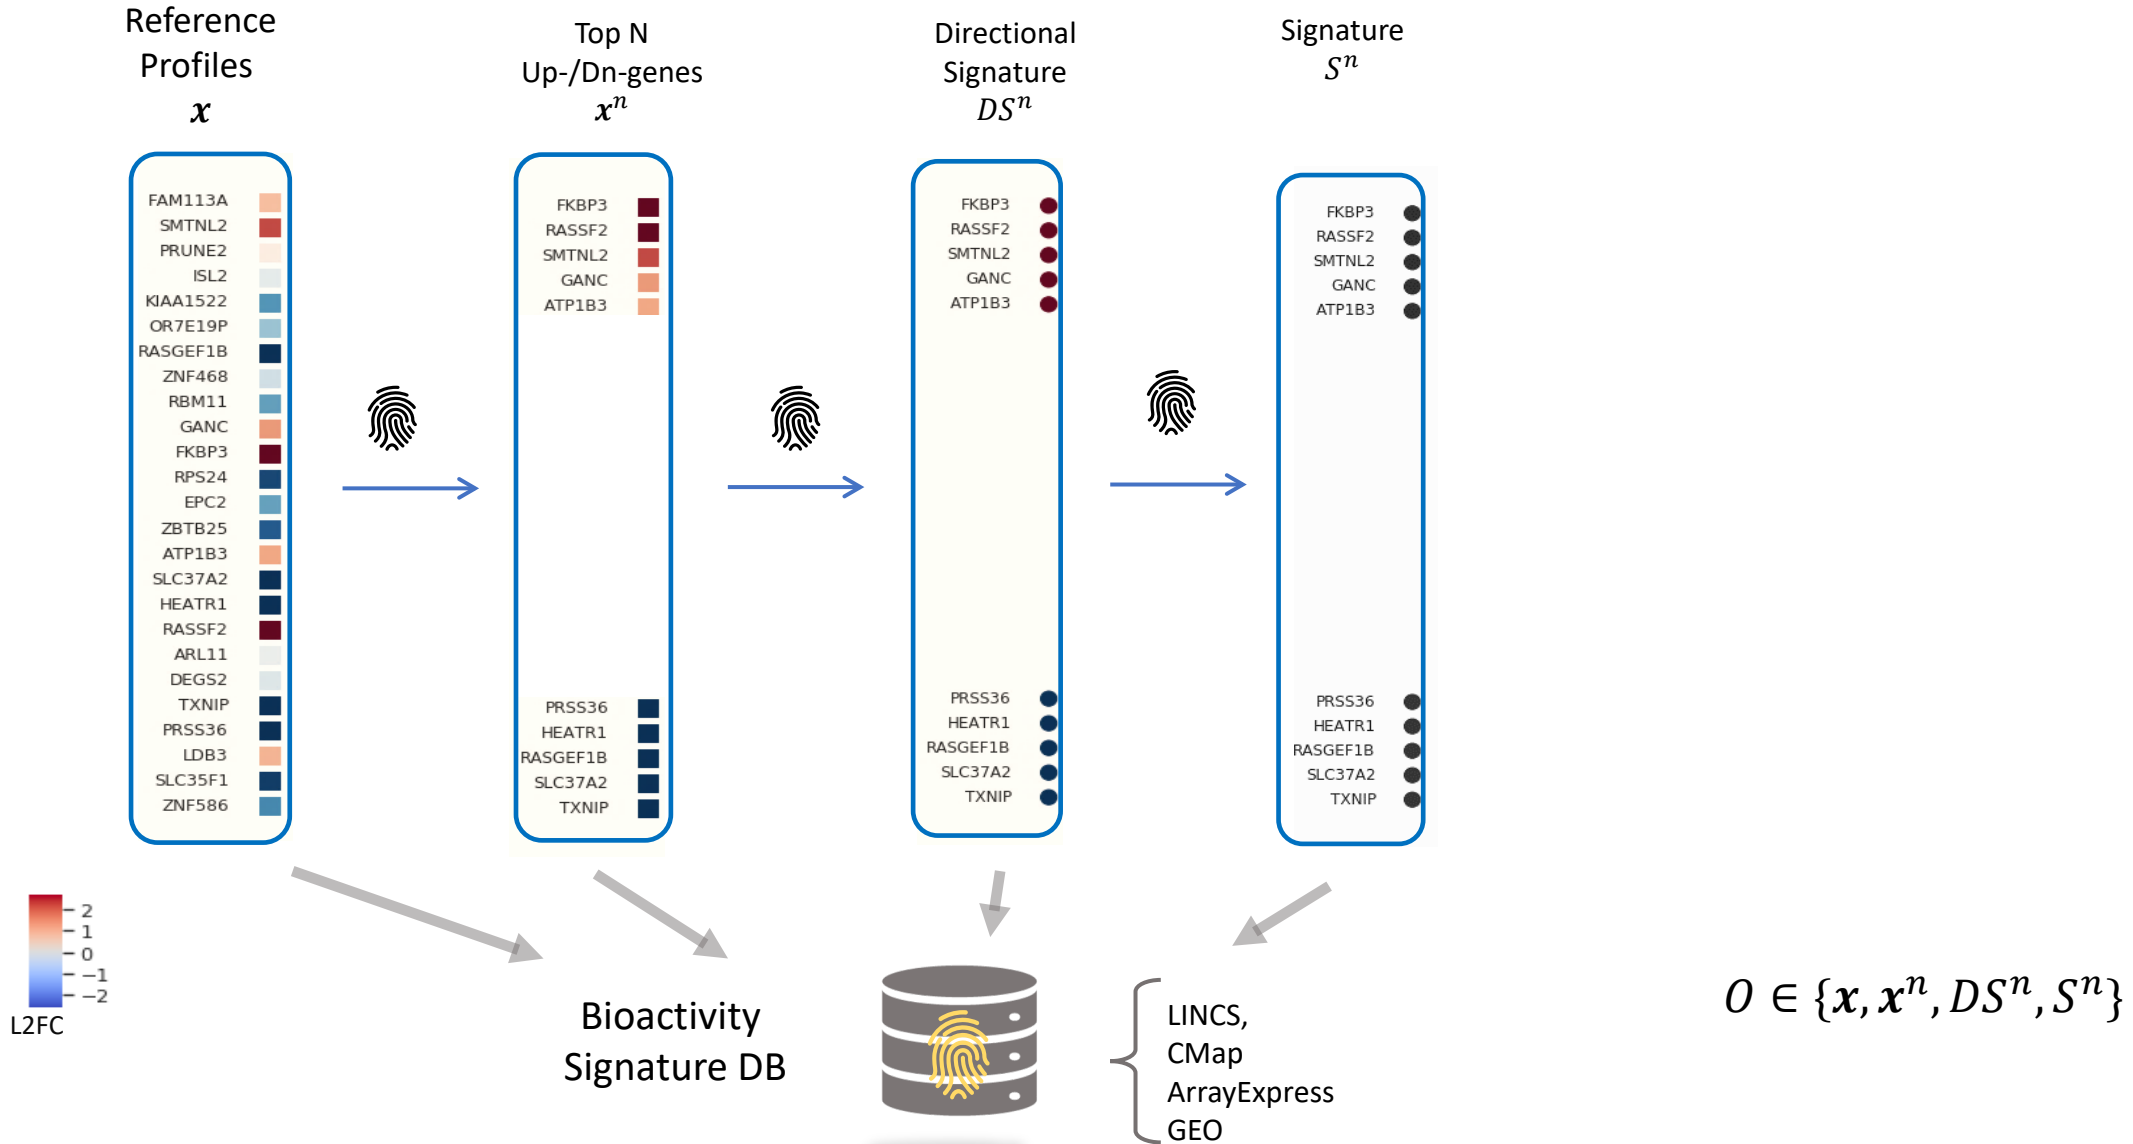 Reference
Profiles
x
Top N
Up-/Dn-genes
xⁿ
Directional
Signature
DSⁿ
Signature
Sⁿ
FAM113A
SMTNL2
PRUNE2
ISL2
KIAA1522
OR7E19P
RASGEF1B
ZNF468
RBM11
GANC
FKBP3
RPS24
EPC2
ZBTB25
ATP1B3
SLC37A2
HEATR1
RASSF2
ARL11
DEGS2
TXNIP
PRSS36
LDB3
SLC35F1
ZNF586
FKBP3
RASSF2
SMTNL2
GANC
ATP1B3
PRSS36
HEATR1
RASGEF1B
SLC37A2
TXNIP
FKBP3
RASSF2
SMTNL2
GANC
ATP1B3
PRSS36
HEATR1
RASGEF1B
SLC37A2
TXNIP
FKBP3
RASSF2
SMTNL2
GANC
ATP1B3
PRSS36
HEATR1
RASGEF1B
SLC37A2
TXNIP
2
1
0
−1
−2
L2FC
Bioactivity
Signature DB
LINCS,
CMap
ArrayExpress
GEO
O ∈ {x, xⁿ, DSⁿ, Sⁿ}